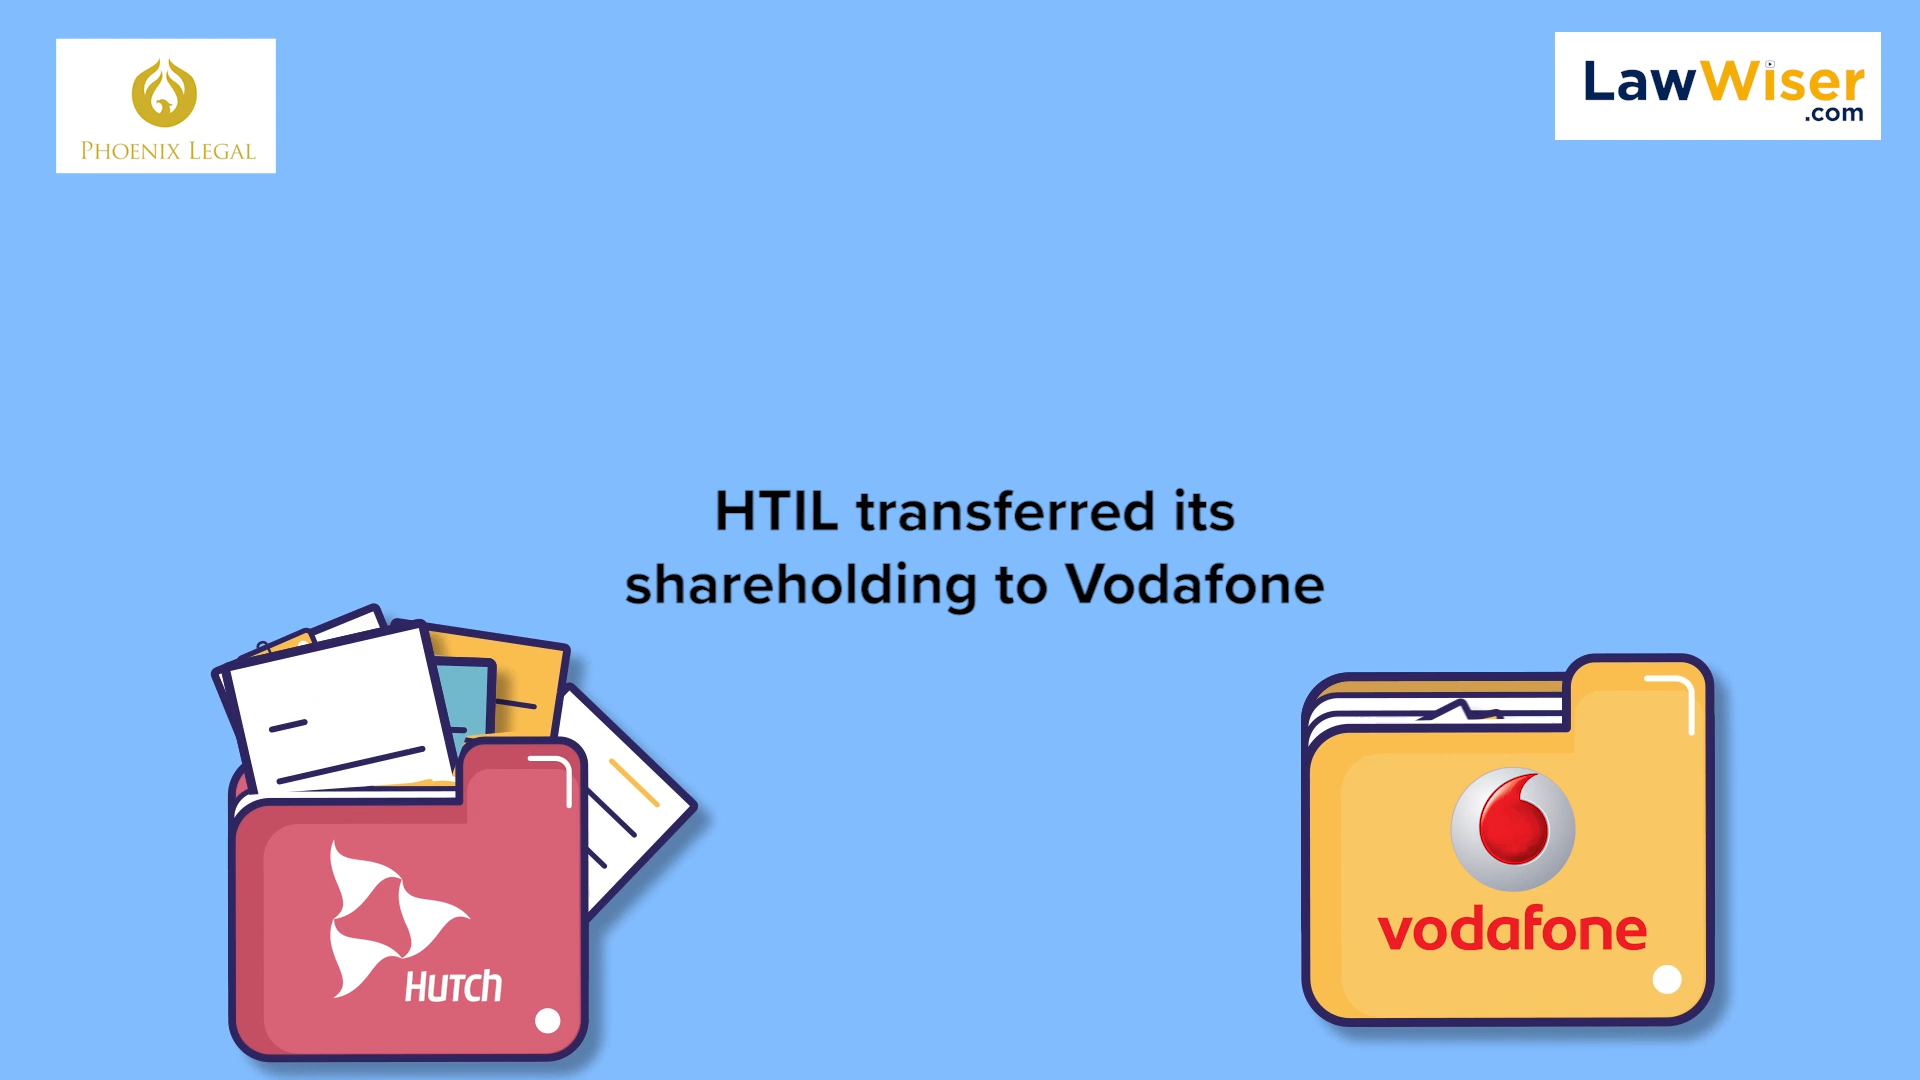 PHOENIX LEGAL
LawWiser
.com
HTIL transferred its
shareholding to Vodafone
HUTCH
vodafone